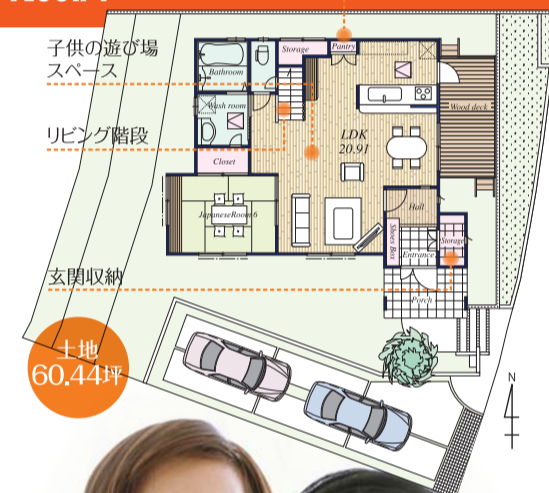 子供の遊び場
スペース
リビング階段
玄関収納
土地
60.44坪
Bathroom
Storage
Pantry
Wash room
Closet
LDK
20.91
Wood deck
JapaneseRoom6
Hall
Shoes Box
Entrance
Storage
Porch
N